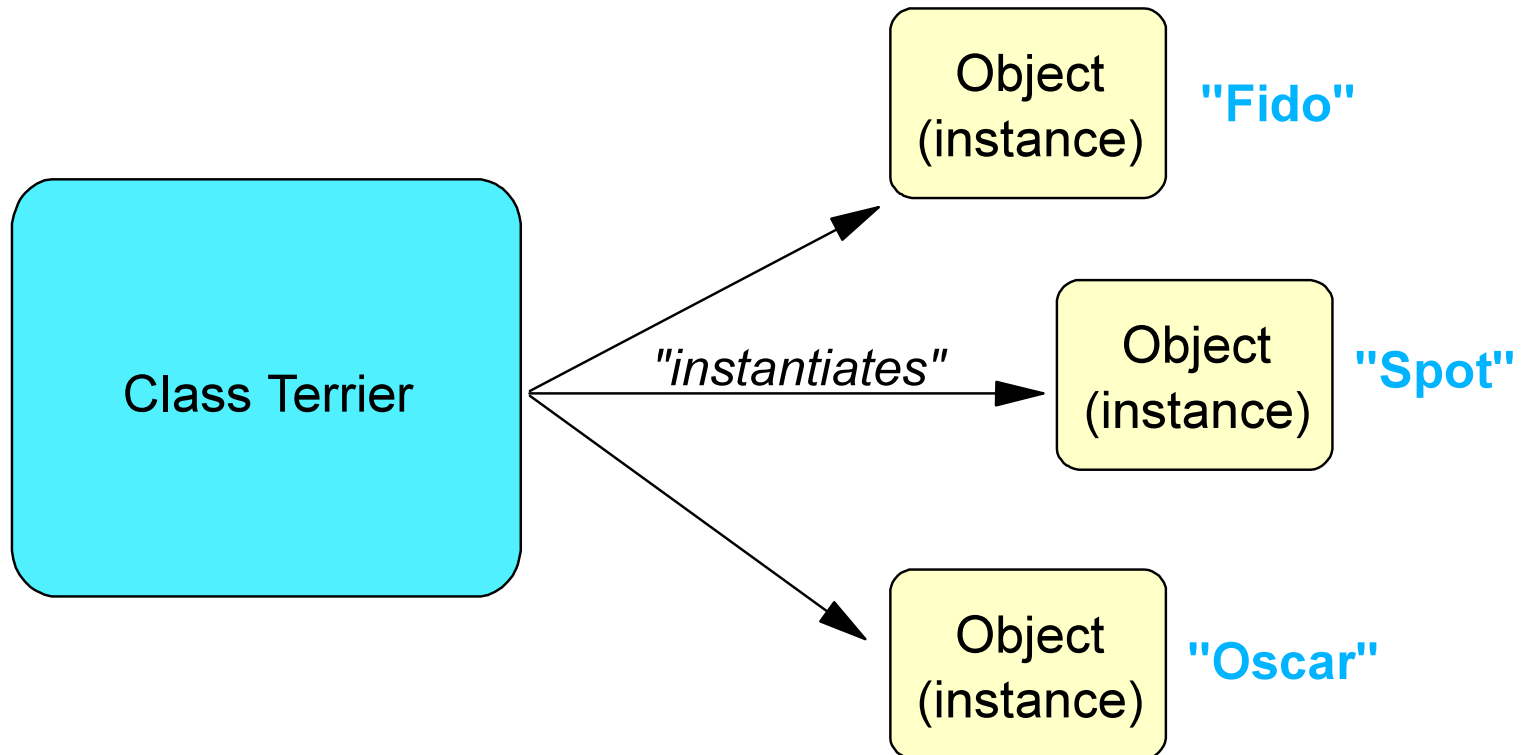 Object
(instance)
"Fido"
Class Terrier
"instantiates"
Object
(instance)
"Spot"
Object
(instance)
"Oscar"